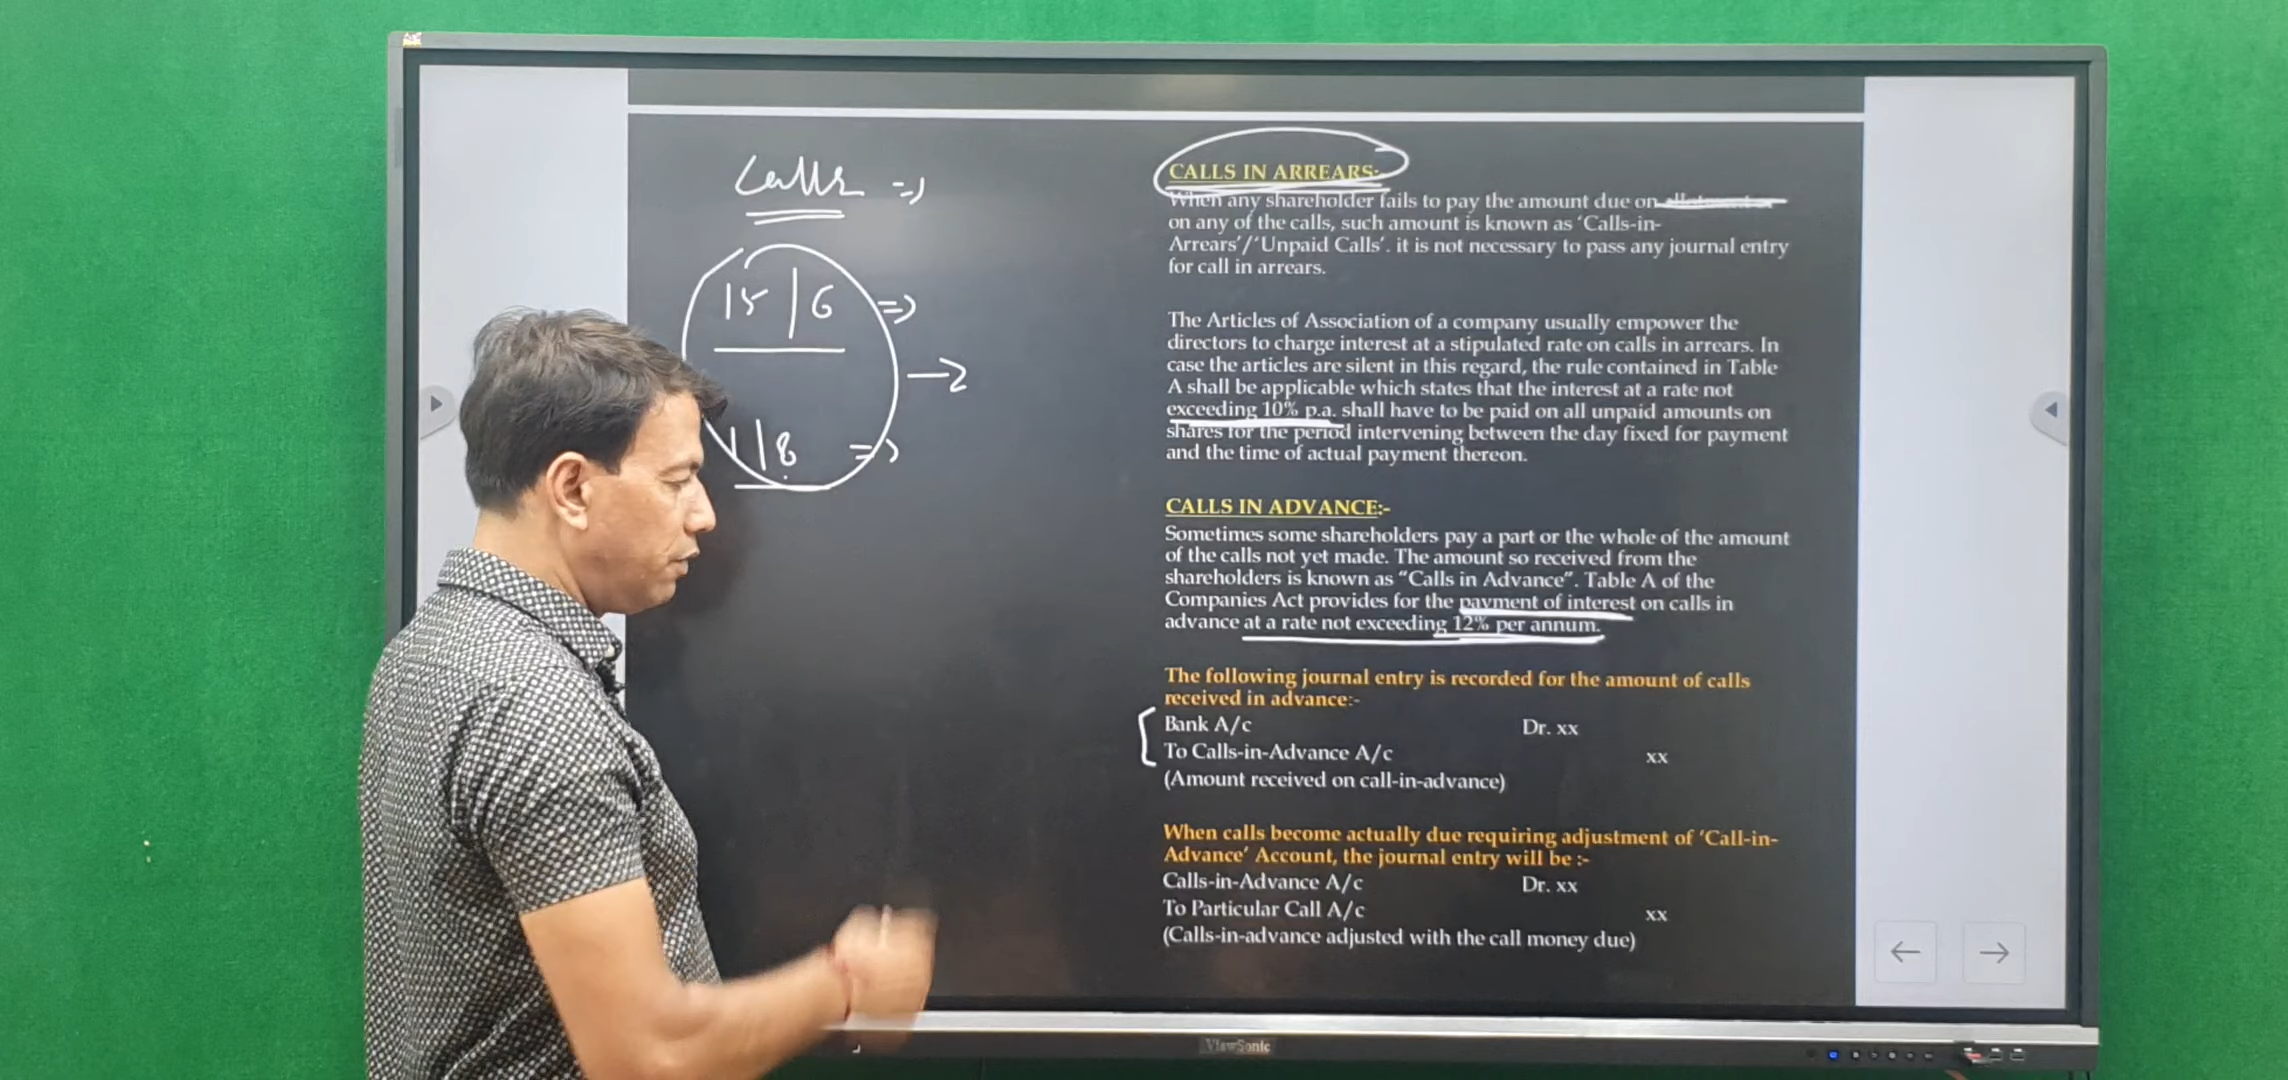 Calls =>
15 | 6 =>
→ 2
1 | 8 =>
CALLS IN ARREARS:-
When any shareholder fails to pay the amount due on
on any of the calls, such amount is known as ‘Calls-in-
Arrears’/‘Unpaid Calls’. it is not necessary to pass any journal entry
for call in arrears.
The Articles of Association of a company usually empower the
directors to charge interest at a stipulated rate on calls in arrears. In
case the articles are silent in this regard, the rule contained in Table
A shall be applicable which states that the interest at a rate not
exceeding 10% p.a. shall have to be paid on all unpaid amounts on
shares for the period intervening between the day fixed for payment
and the time of actual payment thereon.
CALLS IN ADVANCE:-
Sometimes some shareholders pay a part or the whole of the amount
of the calls not yet made. The amount so received from the
shareholders is known as “Calls in Advance”. Table A of the
Companies Act provides for the payment of interest on calls in
advance at a rate not exceeding 12% per annum.
The following journal entry is recorded for the amount of calls
received in advance:-
Bank A/c Dr. xx
To Calls-in-Advance A/c xx
(Amount received on call-in-advance)
When calls become actually due requiring adjustment of ‘Call-in-
Advance’ Account, the journal entry will be :-
Calls-in-Advance A/c Dr. xx
To Particular Call A/c xx
(Calls-in-advance adjusted with the call money due)
ViewSonic